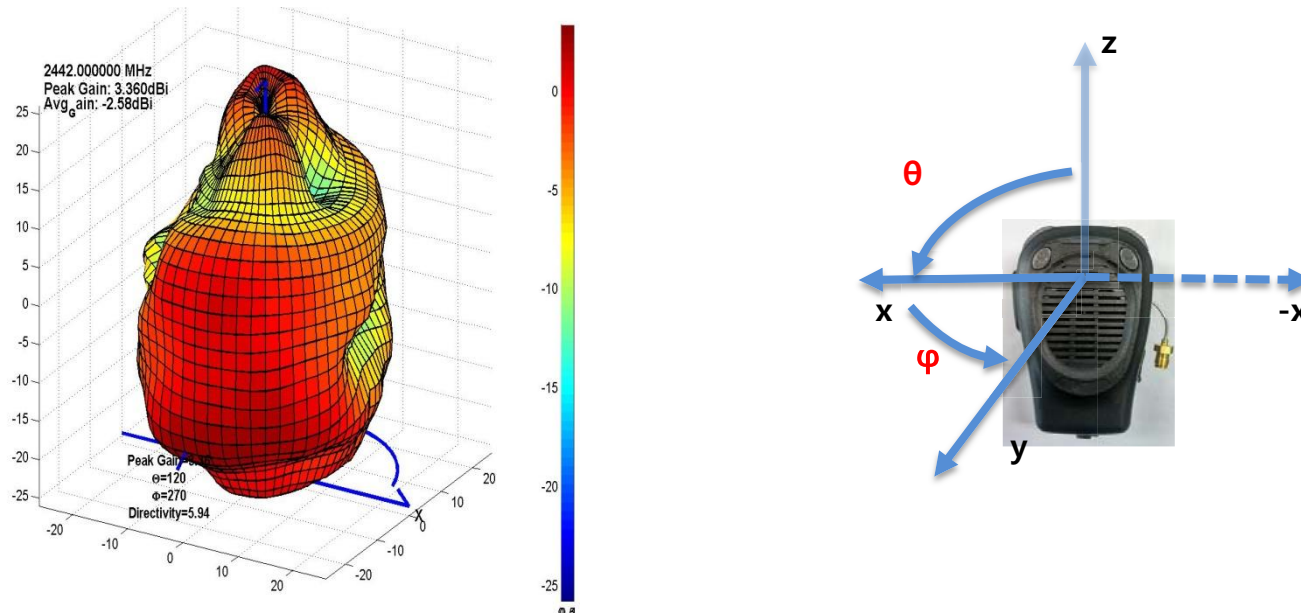 2442.000000 MHz
Peak Gain: 3.360dBi
Avg_Gain: -2.58dBi
25
20
15
10
5
0
-5
-10
-15
-20
-25
Peak Gain=
Θ=120
Φ=270
Directivity=5.94
-20
-10
0
10
20
-20
-10
0
10
20
X
0
-5
-10
-15
-20
-25
z
θ
x
-x
φ
y